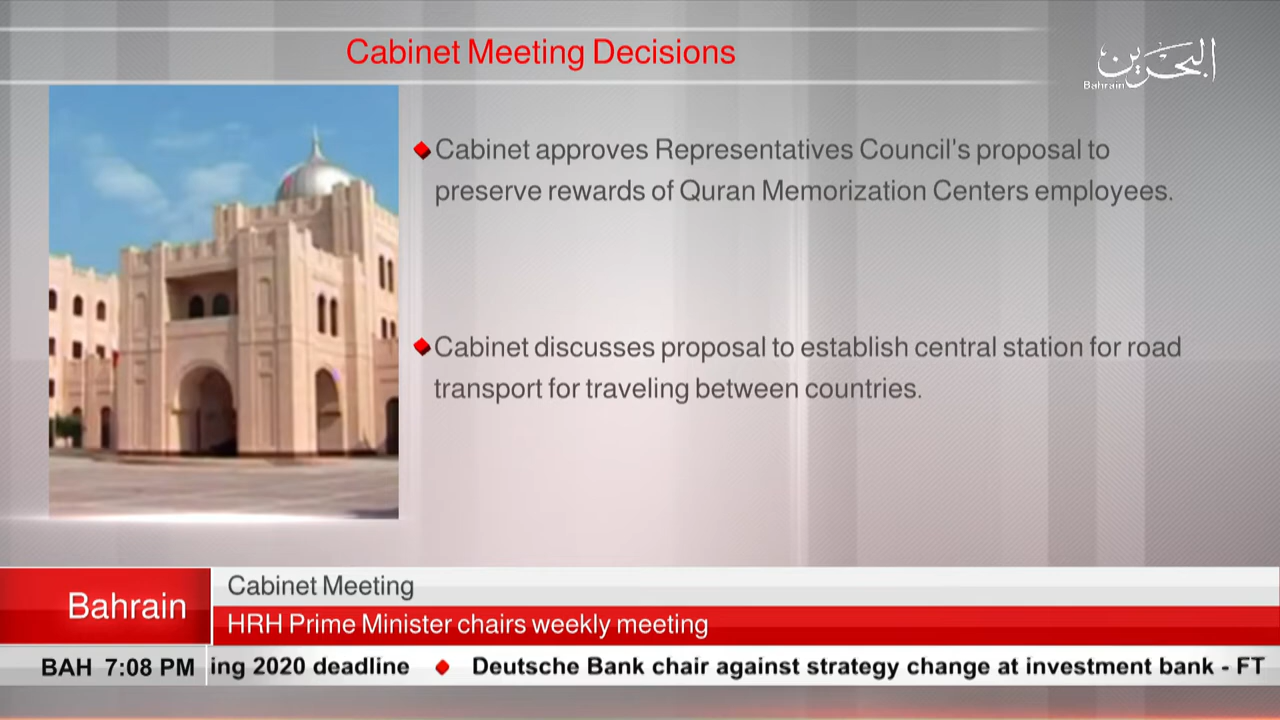 Cabinet Meeting Decisions
البحرين
Bahrain
Cabinet approves Representatives Council's proposal to
preserve rewards of Quran Memorization Centers employees.
Cabinet discusses proposal to establish central station for road
transport for traveling between countries.
Bahrain
Cabinet Meeting
HRH Prime Minister chairs weekly meeting
BAH 7:08 PM ing 2020 deadline Deutsche Bank chair against strategy change at investment bank - FT